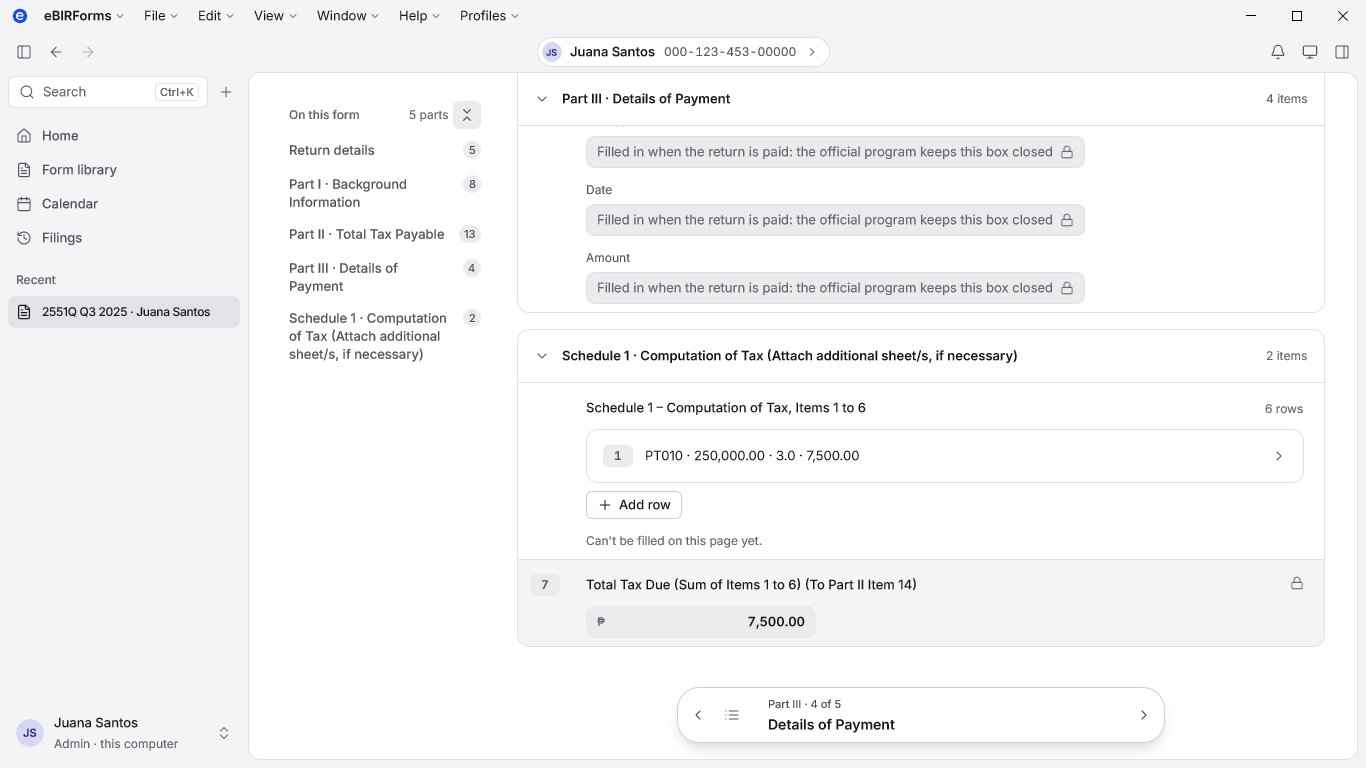 eBIRForms File Edit View Window Help Profiles
JS Juana Santos 000-123-453-00000
Search Ctrl+K
Home
Form library
Calendar
Filings
Recent
2551Q Q3 2025 · Juana Santos
JS Juana Santos
Admin · this computer
On this form 5 parts
Return details 5
Part I · Background 8
Information
Part II · Total Tax Payable 13
Part III · Details of 4
Payment
Schedule 1 · Computation 2
of Tax (Attach additional
sheet/s, if necessary)
Part III · Details of Payment 4 items
Filled in when the return is paid: the official program keeps this box closed
Date
Filled in when the return is paid: the official program keeps this box closed
Amount
Filled in when the return is paid: the official program keeps this box closed
Schedule 1 · Computation of Tax (Attach additional sheet/s, if necessary) 2 items
Schedule 1 – Computation of Tax, Items 1 to 6 6 rows
1 PT010 · 250,000.00 · 3.0 · 7,500.00
Add row
Can't be filled on this page yet.
7 Total Tax Due (Sum of Items 1 to 6) (To Part II Item 14)
₱ 7,500.00
Part III · 4 of 5
Details of Payment